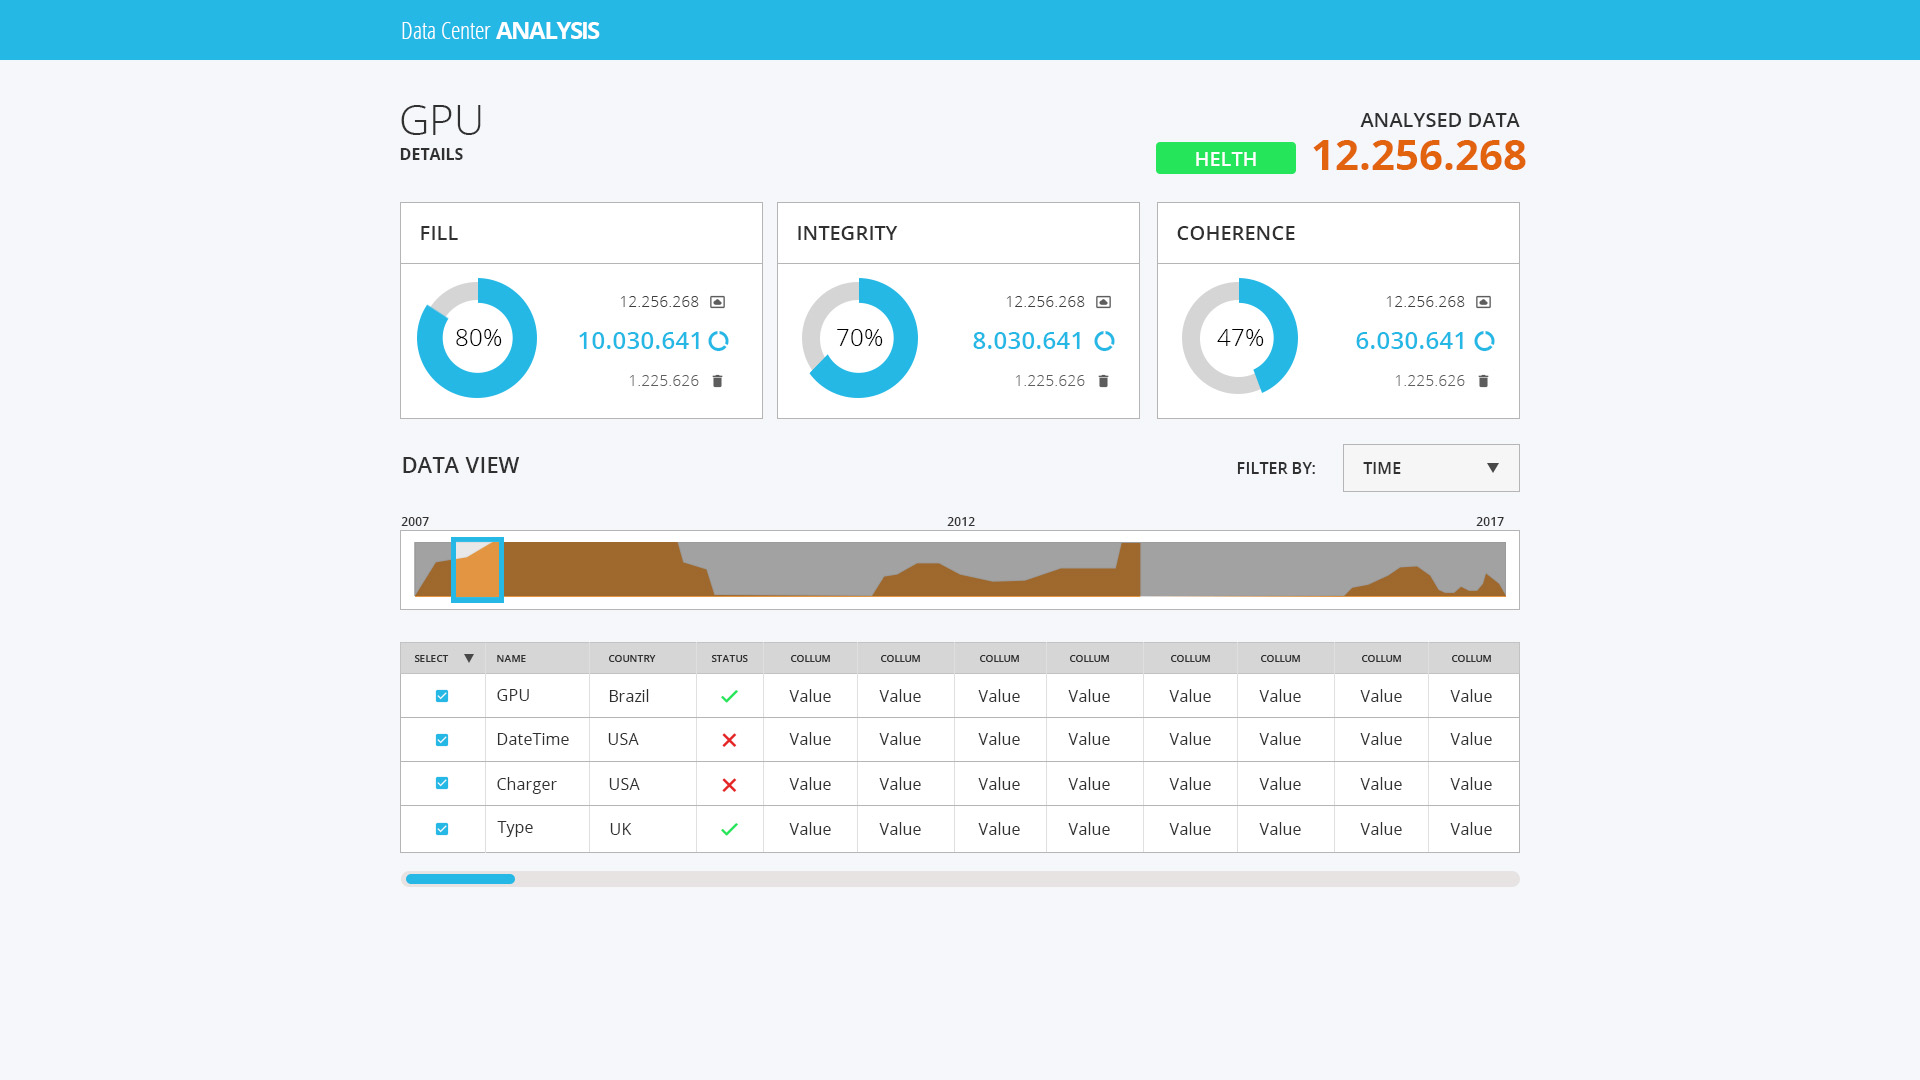 Data Center ANALYSIS
GPU
DETAILS
ANALYSED DATA
HELTH 12.256.268
FILL
80%
12.256.268
10.030.641
1.225.626
INTEGRITY
70%
12.256.268
8.030.641
1.225.626
COHERENCE
47%
12.256.268
6.030.641
1.225.626
DATA VIEW
FILTER BY: TIME
2007 2012 2017
SELECT NAME COUNTRY STATUS COLLUM COLLUM COLLUM COLLUM COLLUM COLLUM COLLUM COLLUM
GPU Brazil Value Value Value Value Value Value Value Value
DateTime USA Value Value Value Value Value Value Value Value
Charger USA Value Value Value Value Value Value Value Value
Type UK Value Value Value Value Value Value Value Value